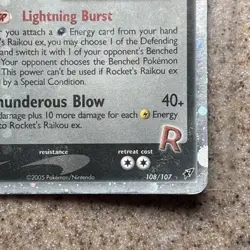 Lightning Burst
u attach a Energy card from your hand
ex, you may choose 1 of the Defending
and switch it with 1 of your opponent's Benched
Your opponent chooses the Benched Pokémon
This power can't be used if Rocket's Raikou ex
by a Special Condition.
underous Blow 40+
damage plus 10 more damage for each Energy
to Rocket's Raikou ex.
resistance retreat cost
©2005 Pokémon/Nintendo 108/107
R